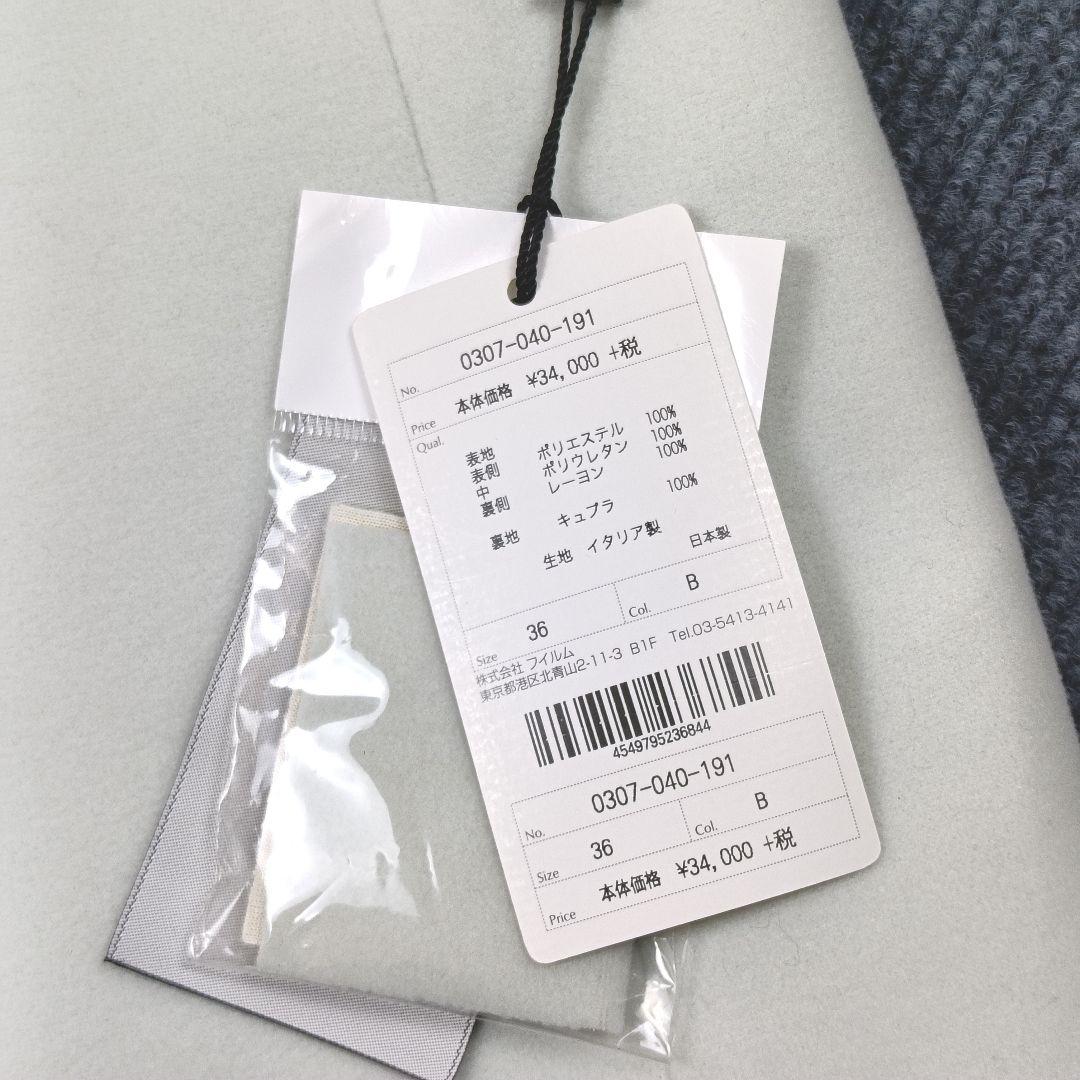 No. 0307-040-191
Price 本体価格 ¥34,000 +税
Qual.
表地
表側 ポリエステル 100%
中 ポリウレタン 100%
裏側 レーヨン 100%
裏地 キュプラ 100%
生地 イタリア製
日本製
Size 36 Col. B
株式会社 フイルム
東京都港区北青山2-11-3 B1F Tel.03-5413-4141
4549795236844
No. 0307-040-191
Size 36 Col. B
Price 本体価格 ¥34,000 +税